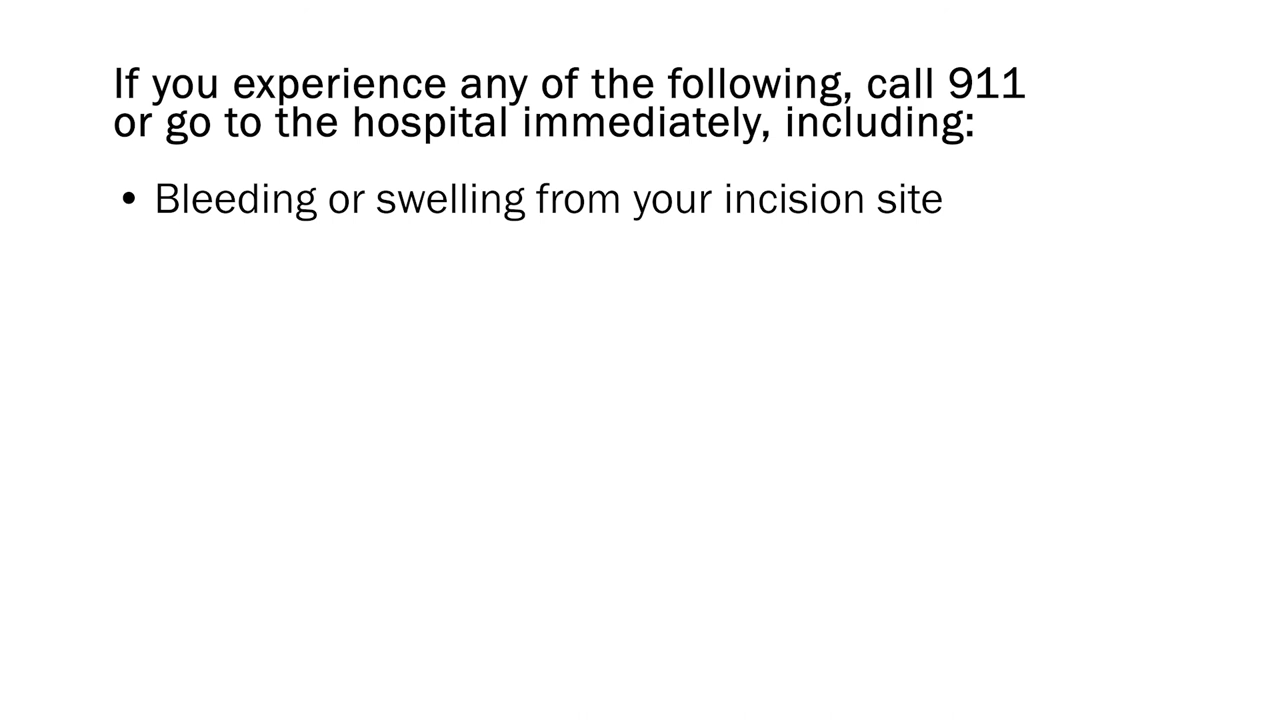 If you experience any of the following, call 911
or go to the hospital immediately, including:
• Bleeding or swelling from your incision site